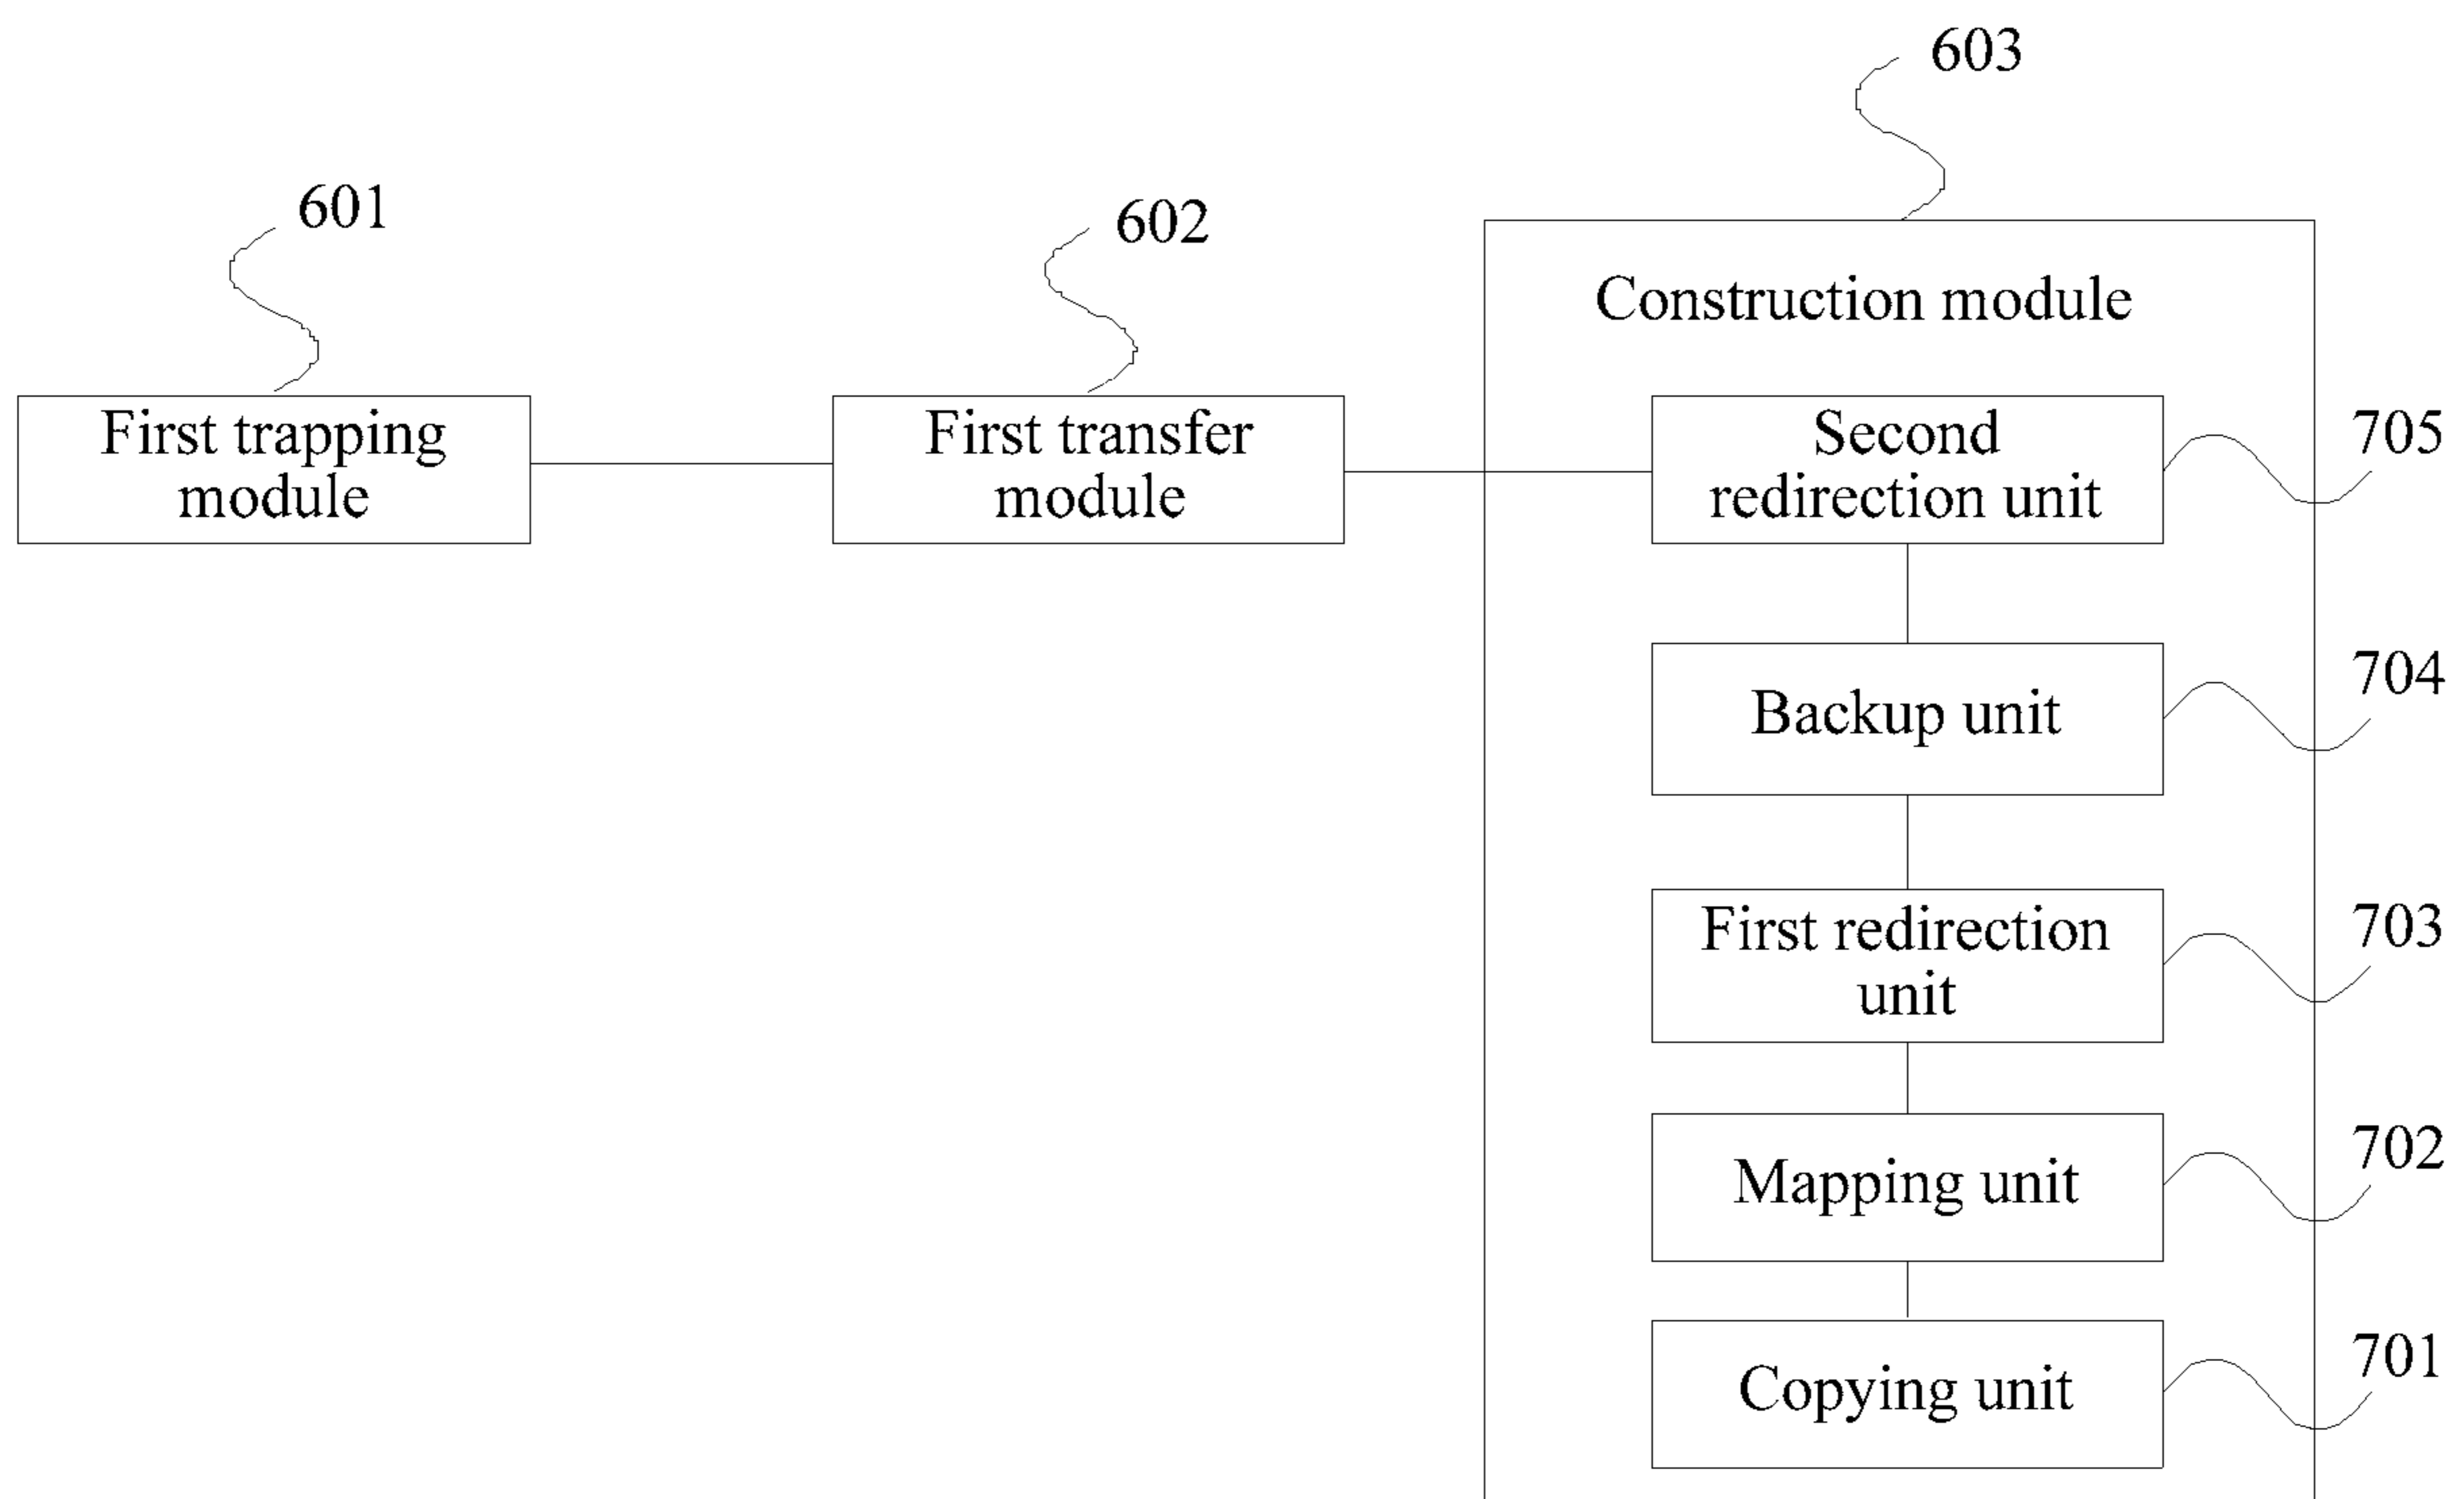 603
601
602
Construction module
First trapping
module
First transfer
module
Second
redirection unit
705
Backup unit
704
First redirection
unit
703
Mapping unit
702
Copying unit
701